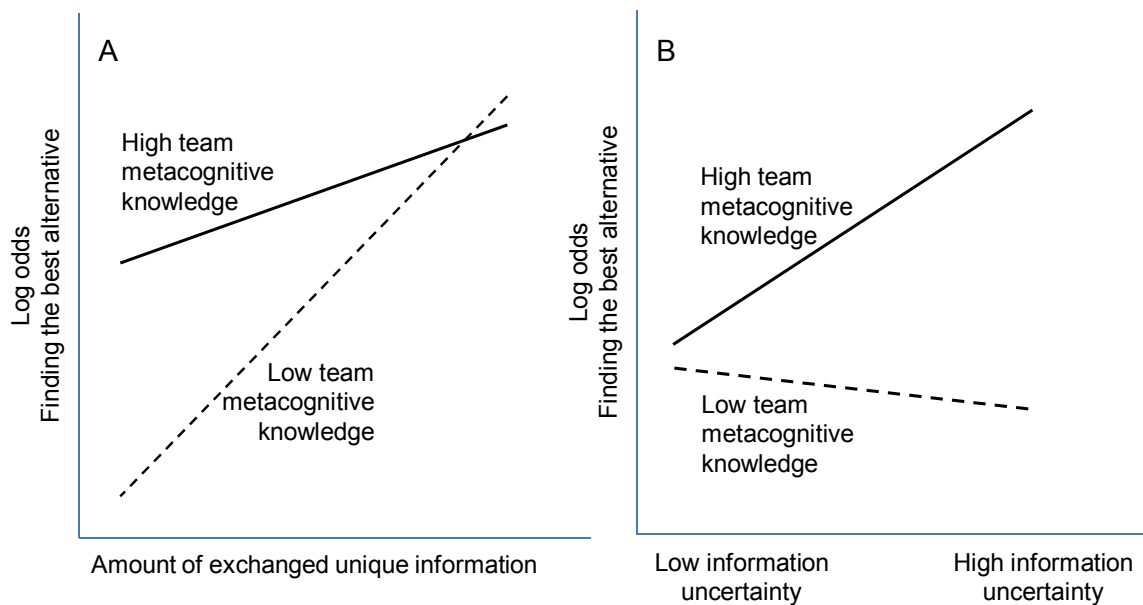 A
High team
metacognitive
knowledge
Log odds
Finding the best alternative
Low team
metacognitive
knowledge
Amount of exchanged unique information
B
High team
metacognitive
knowledge
Log odds
Finding the best alternative
Low team
metacognitive
knowledge
Low information
uncertainty
High information
uncertainty